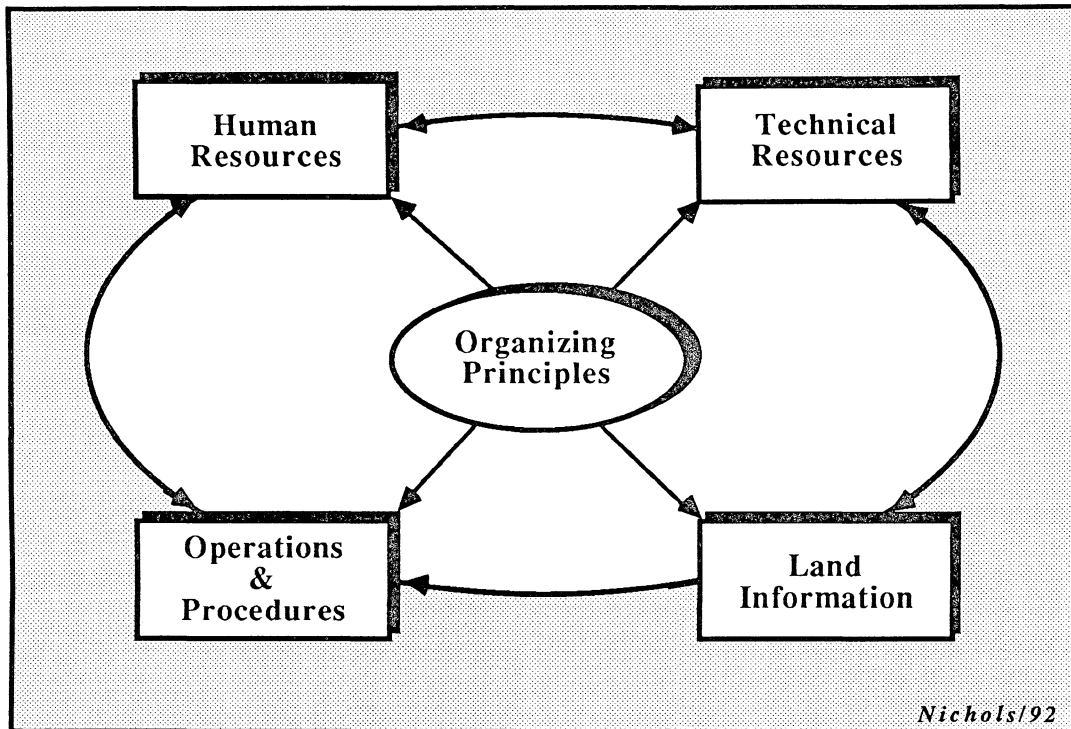 Human
Resources
Technical
Resources
Organizing
Principles
Operations
&
Procedures
Land
Information
Nichols/92